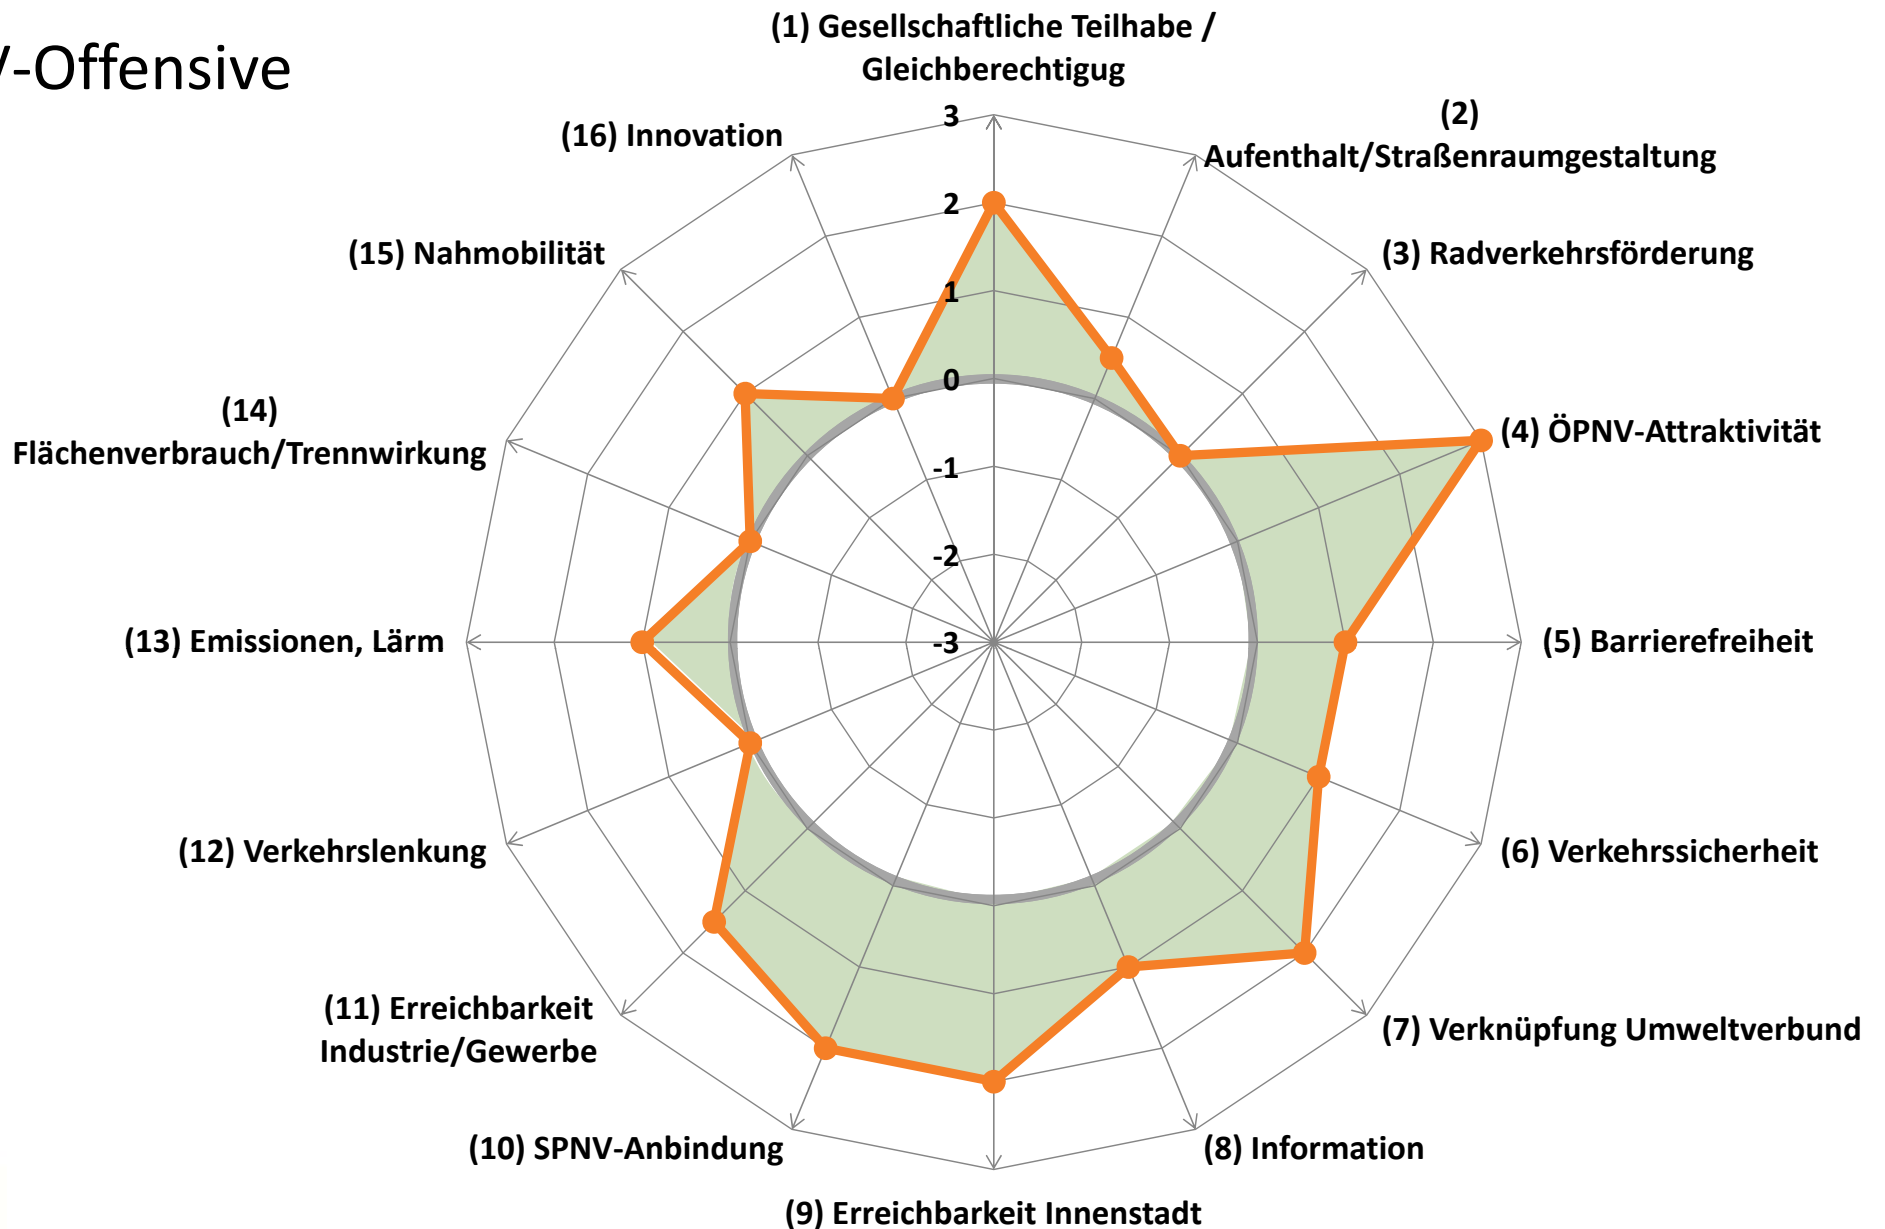 V-Offensive
(1) Gesellschaftliche Teilhabe /
Gleichberechtigug
(2)
Aufenthalt/Straßenraumgestaltung
(3) Radverkehrsförderung
(4) ÖPNV-Attraktivität
(5) Barrierefreiheit
(6) Verkehrssicherheit
(7) Verknüpfung Umweltverbund
(8) Information
(9) Erreichbarkeit Innenstadt
(10) SPNV-Anbindung
(11) Erreichbarkeit
Industrie/Gewerbe
(12) Verkehrslenkung
(13) Emissionen, Lärm
(14)
Flächenverbrauch/Trennwirkung
(15) Nahmobilität
(16) Innovation
3
2
1
0
-1
-2
-3